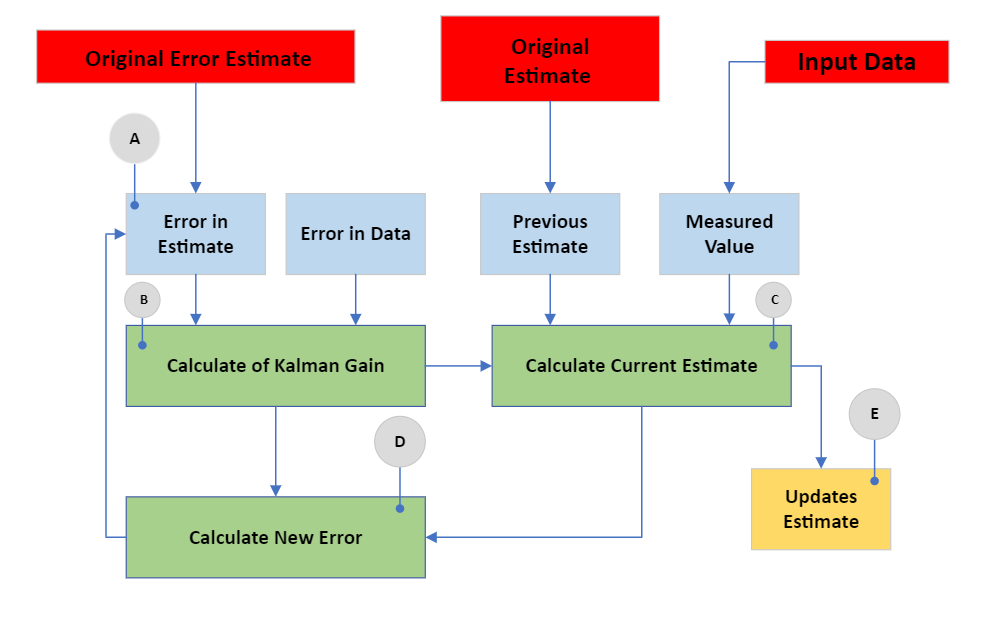 Original Error Estimate
Original
Estimate
Input Data
A
Error in
Estimate
Error in Data
Previous
Estimate
Measured
Value
B
C
Calculate of Kalman Gain
Calculate Current Estimate
D
E
Updates
Estimate
Calculate New Error